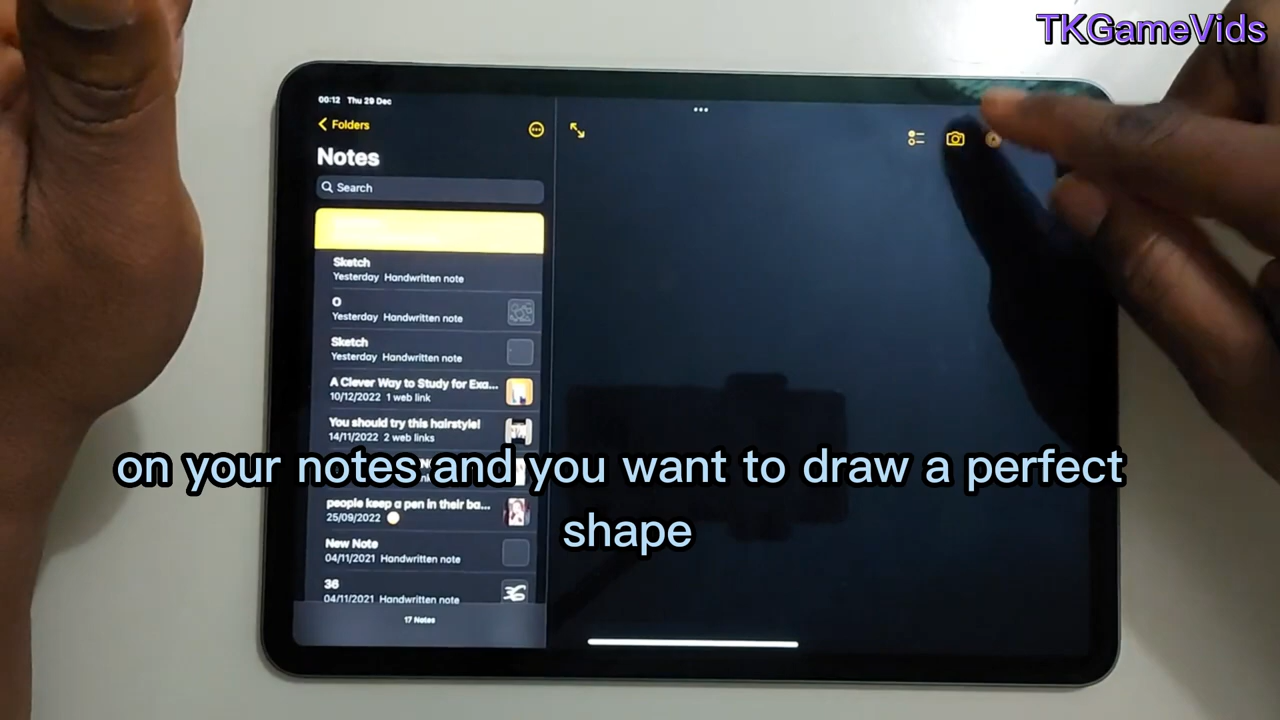 TKGameVids
00:12 Thu 29 Dec
Folders
Notes
Search
Sketch
Yesterday Handwritten note
O
Yesterday Handwritten note
Sketch
Yesterday Handwritten note
A Clever Way to Study for Exa...
10/12/2022 1 web link
You should try this hairstyle!
14/11/2022 2 web links
on your notes and you want to draw a perfect
shape
people keep a pen in their ba...
25/09/2022
New Note
04/11/2021 Handwritten note
36
04/11/2021 Handwritten note
17 Notes